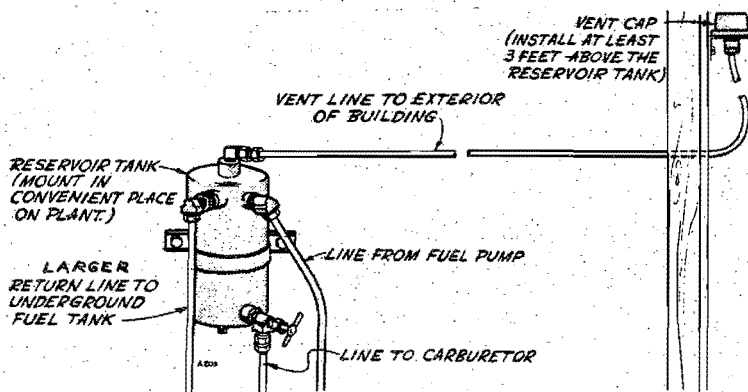 VENT CAP
(INSTALL AT LEAST
3 FEET ABOVE THE
RESERVOIR TANK)
VENT LINE TO EXTERIOR
OF BUILDING
RESERVOIR TANK
(MOUNT IN
CONVENIENT PLACE
ON PLANT.)
LINE FROM FUEL PUMP
LARGER
RETURN LINE TO
UNDERGROUND
FUEL TANK
LINE TO CARBURETOR